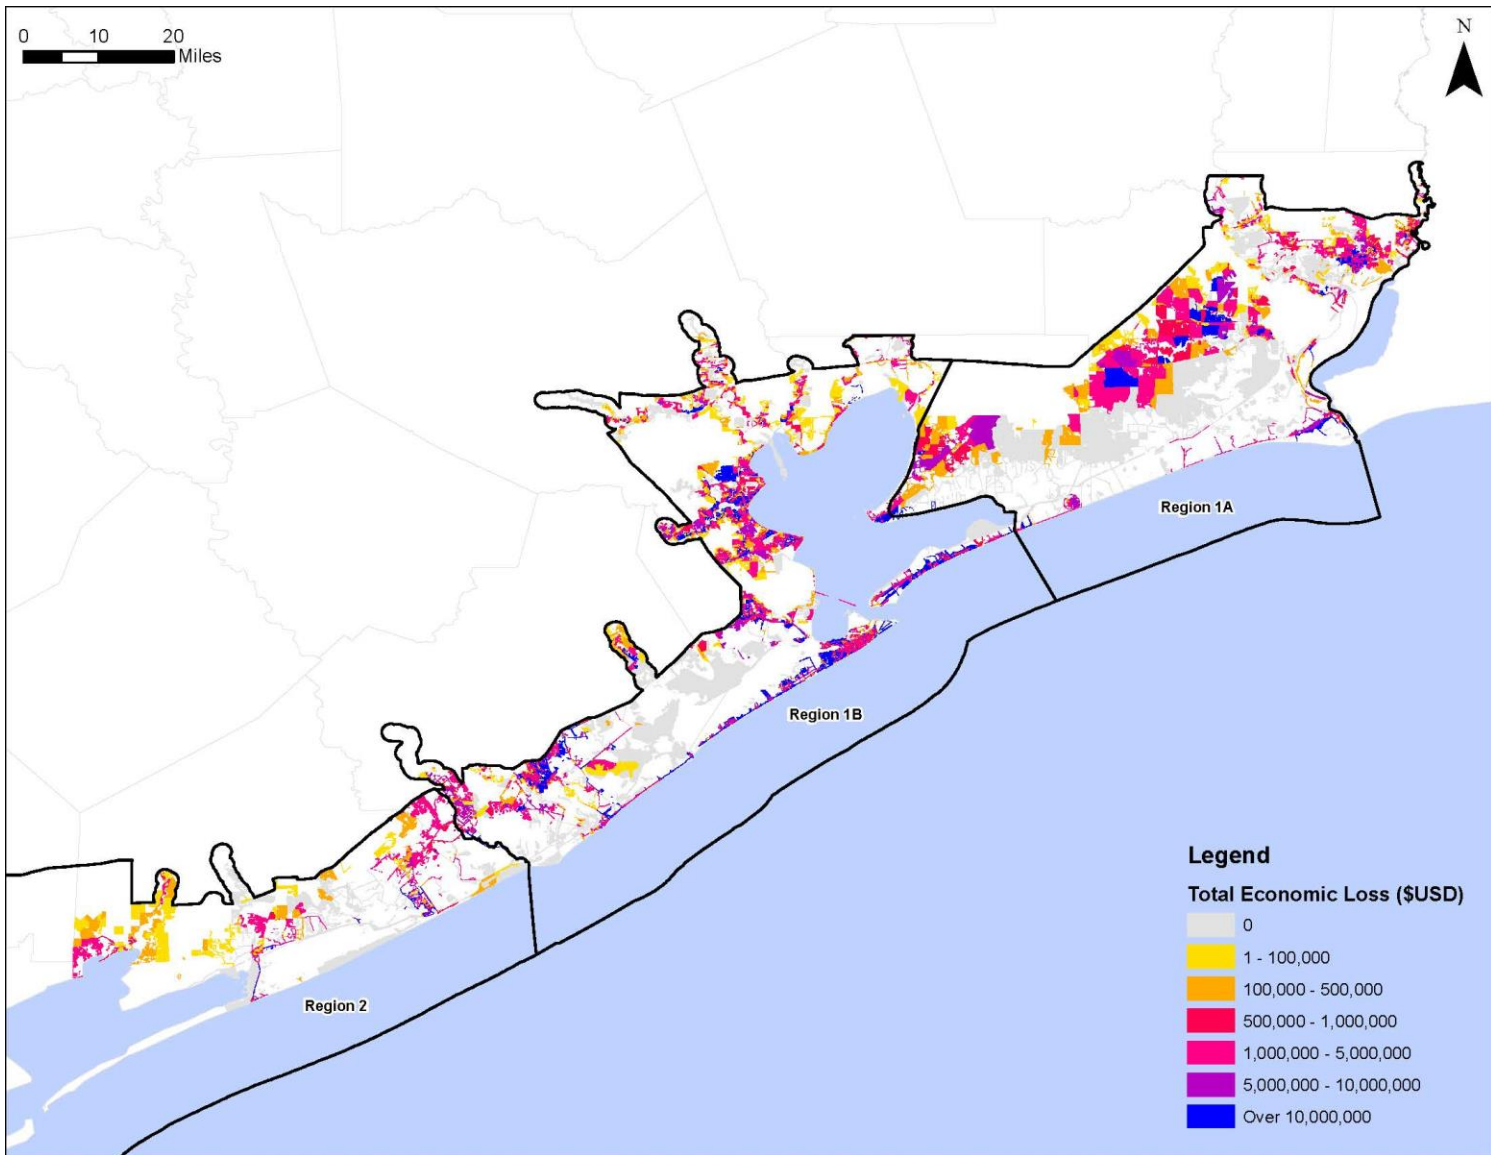 0 10 20
Miles
N
Region 1A
Region 1B
Region 2
Legend
Total Economic Loss ($USD)
0
1 - 100,000
100,000 - 500,000
500,000 - 1,000,000
1,000,000 - 5,000,000
5,000,000 - 10,000,000
Over 10,000,000